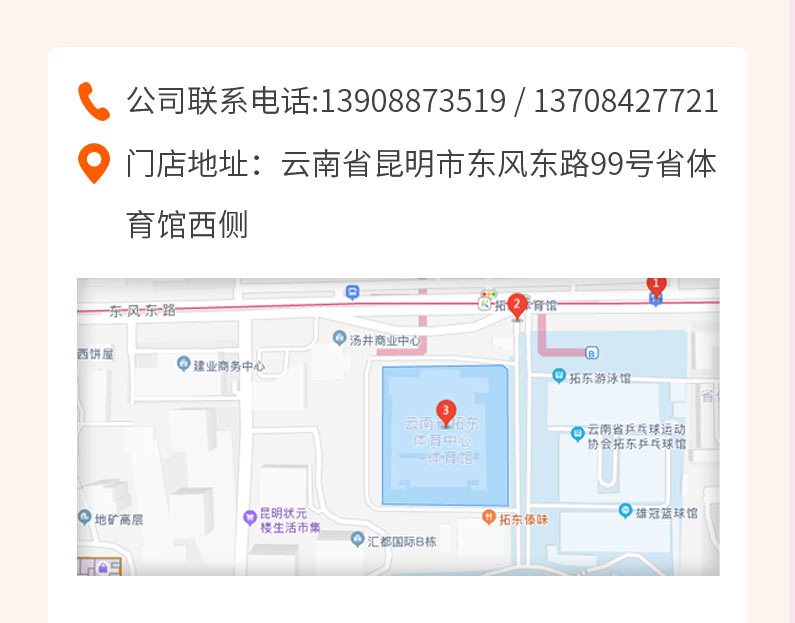 公司联系电话:13908873519 / 13708427721
门店地址：云南省昆明市东风东路99号省体
育馆西侧
1
东风东路
2
拓东体育馆
汤井商业中心
西饼屋
建业商务中心
B
拓东游泳馆
省体
3
云南省拓东
体育中心
-体育馆
云南省乒乓球运动
协会拓东乒乓球馆
地矿高层
昆明状元
楼生活市集
拓东傣味
雄冠篮球馆
汇都国际B栋